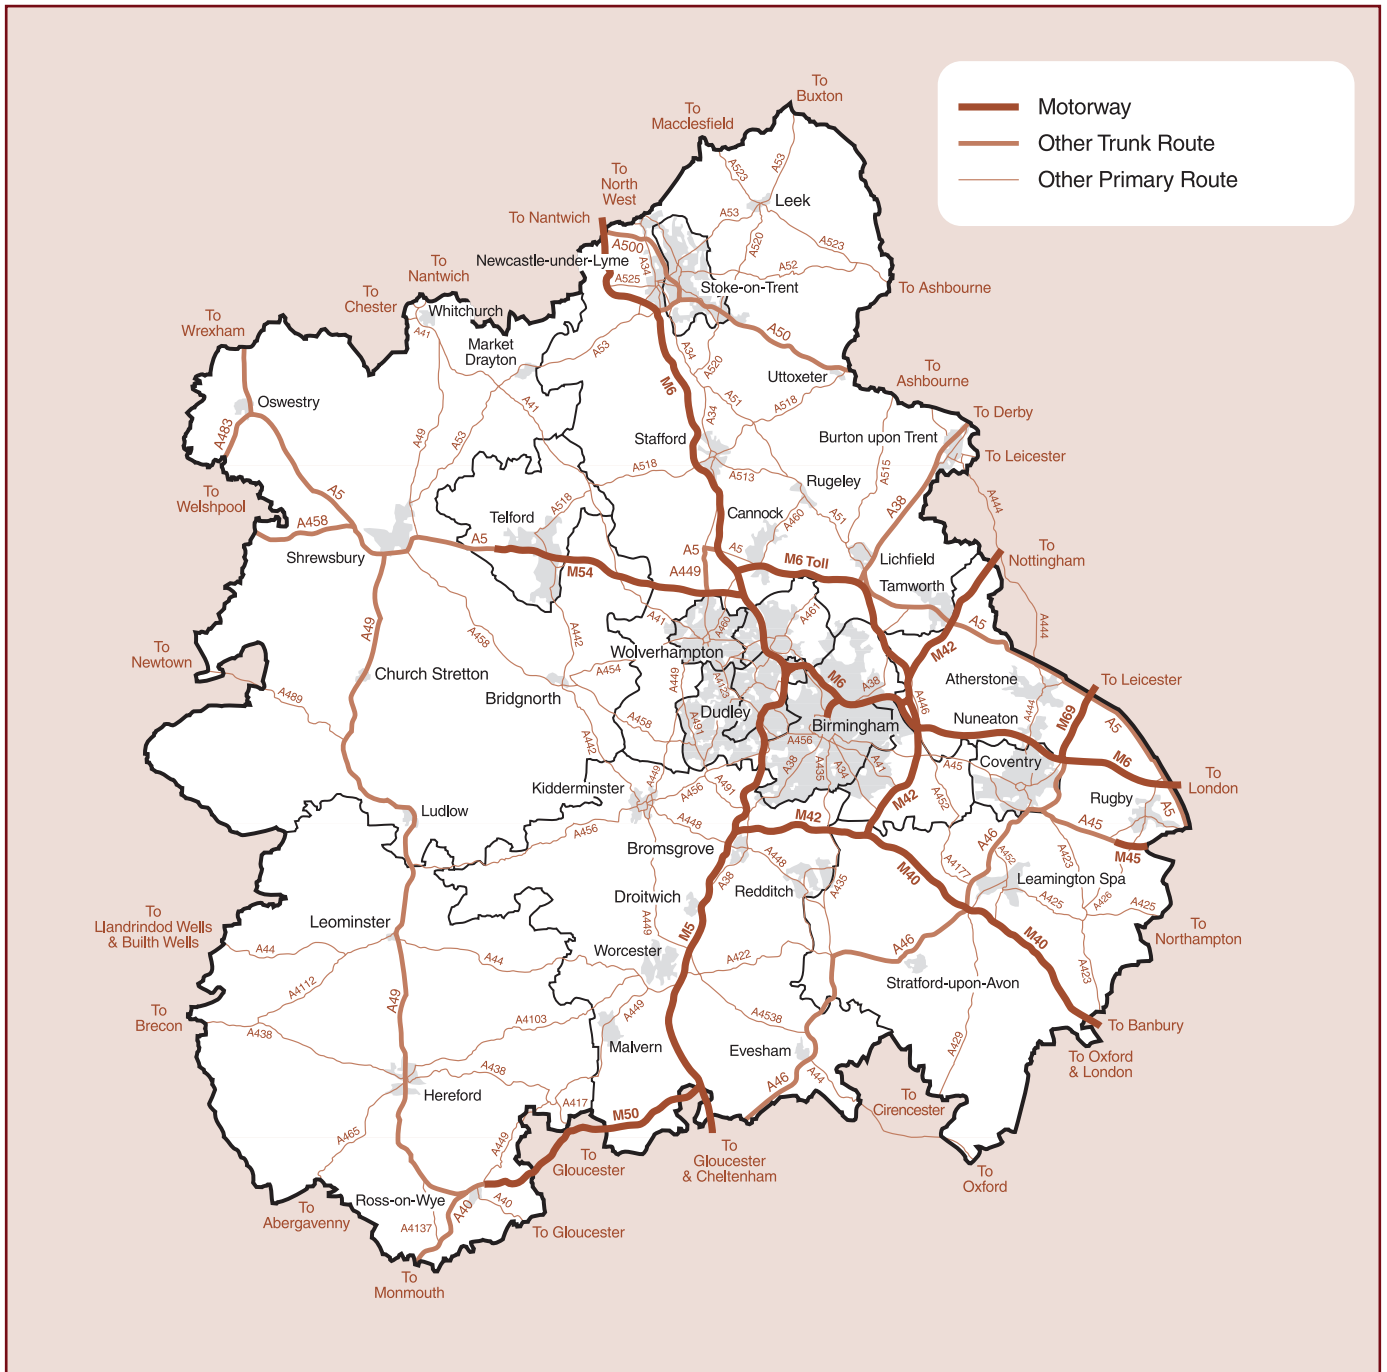 To
Buxton
To
Macclesfield
To
North
West
To Nantwich
Motorway
Other Trunk Route
Other Primary Route
A523
A53
Leek
A53
A520
A523
A500
A34
Newcastle-under-Lyme
A525
A52
Stoke-on-Trent
To Ashbourne
To
Nantwich
To
Chester
Whitchurch
A41
To
Wrexham
Market
Drayton
A53
A50
A34
A520
Uttoxeter
To
Ashbourne
M6
Oswestry
A483
A49
A53
A41
A51
A518
A34
Stafford
Burton upon Trent
To Derby
To Leicester
A518
A513
Rugeley
A515
A444
To
Welshpool
A5
A458
Shrewsbury
A518
Telford
A5
M54
Cannock
A460
A51
A38
A5
A5
A449
M6 Toll
Lichfield
Tamworth
To
Nottingham
A444
A5
M42
A49
A458
A442
A41
A460
A461
Wolverhampton
A454
A449
A4123
To
Newtown
A489
Church Stretton
Bridgnorth
A458
A491
Dudley
M6
A38
A446
Birmingham
A456
Atherstone
A444
Nuneaton
To Leicester
M69
A5
M6
To
London
A442
A449
A38
A435
A34
A41
A45
Coventry
Kidderminster
A456
A491
A452
Rugby
A5
Ludlow
A456
A448
M42
M42
A46
A45
M45
Bromsgrove
A448
A38
A435
M40
A4177
A452
A423
Leamington Spa
Redditch
Droitwich
A449
M5
A425
A426
A425
To
Llandrindod Wells
& Builth Wells
Leominster
A44
A44
A4112
Worcester
A422
A46
M40
To
Northampton
A423
Stratford-upon-Avon
To
Brecon
A438
A49
A4103
A449
Malvern
A4538
Evesham
A46
A44
A429
To Banbury
To Oxford
& London
A438
Hereford
A417
M50
To
Cirencester
A465
A449
To
Gloucester
To
Gloucester
& Cheltenham
To
Oxford
Ross-on-Wye
A40
A40
A4137
To
Abergavenny
To Gloucester
To
Monmouth